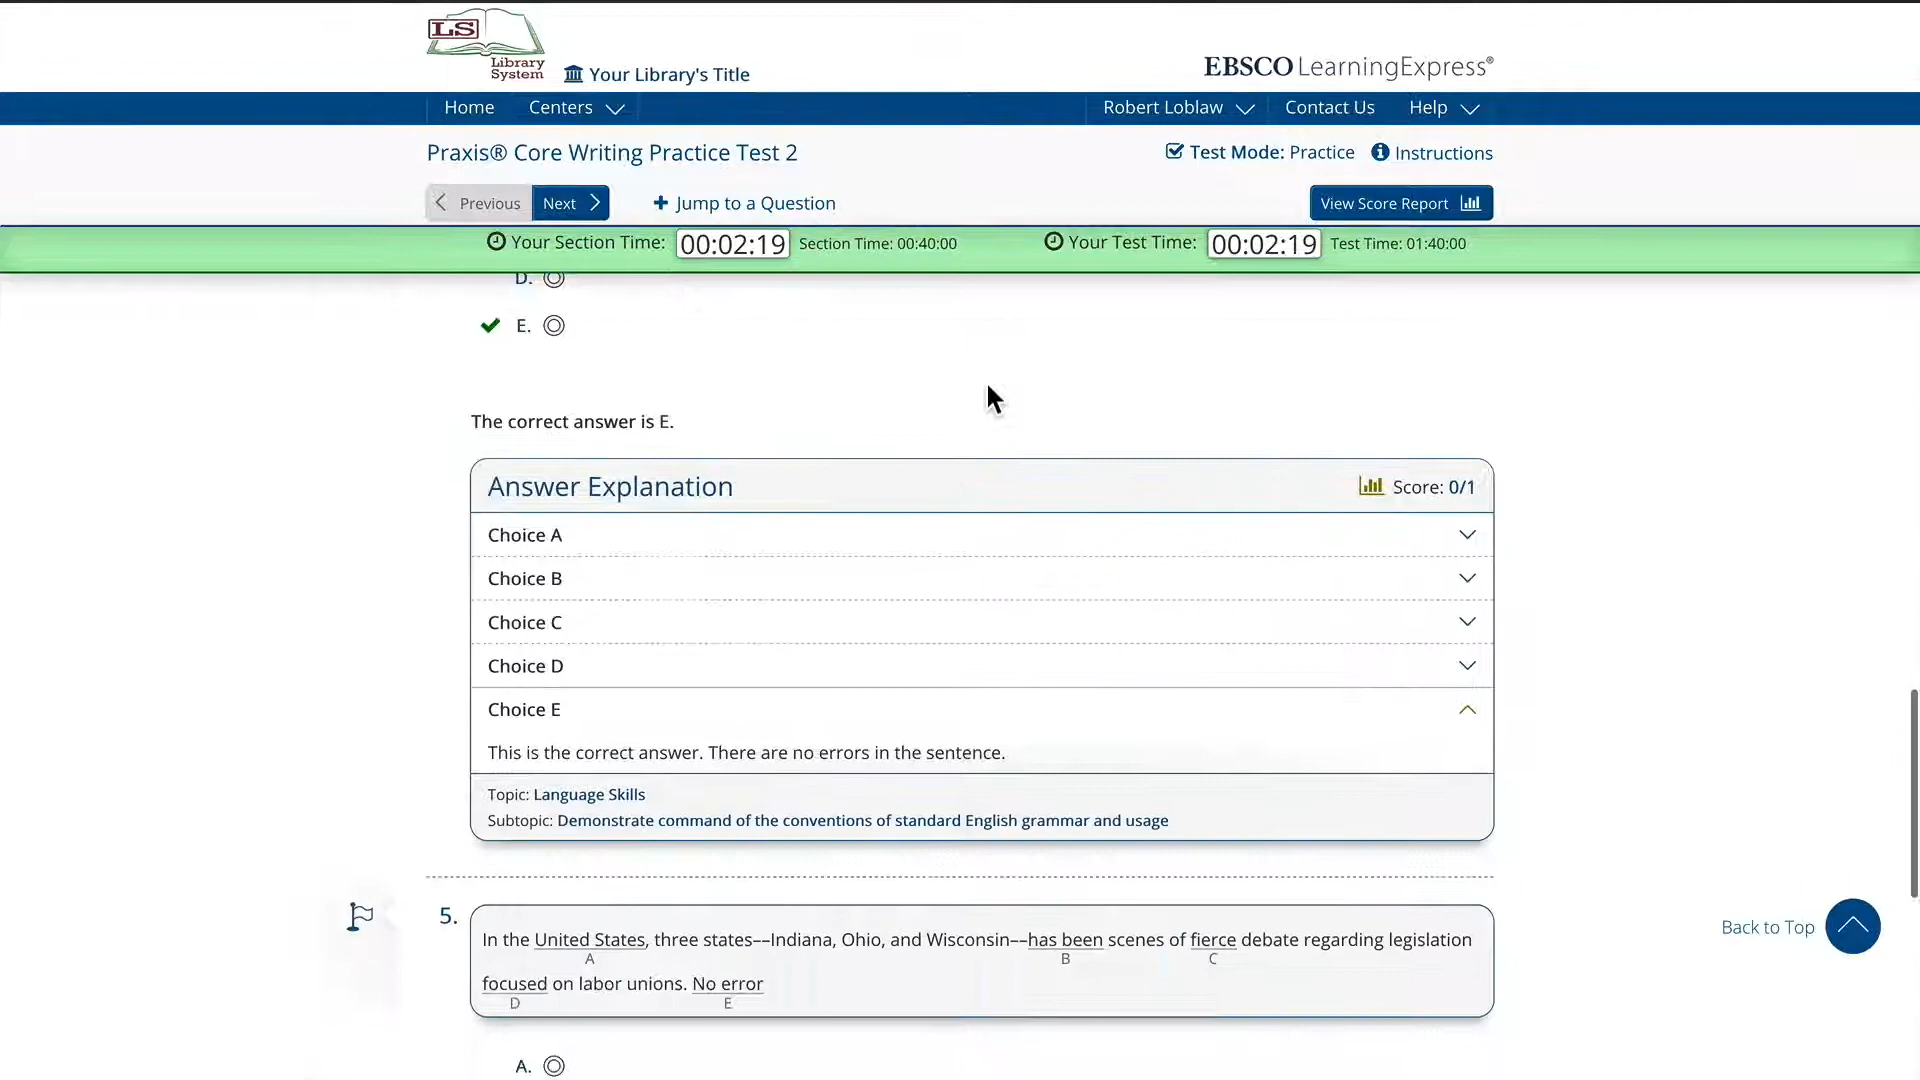 LS
Library
System
Your Library's Title
EBSCO LearningExpress®
Home Centers Robert Loblaw Contact Us Help
Praxis® Core Writing Practice Test 2
Test Mode: Practice Instructions
Previous Next + Jump to a Question View Score Report
Your Section Time: 00:02:19 Section Time: 00:40:00 Your Test Time: 00:02:19 Test Time: 01:40:00
D.
E.
The correct answer is E.
Answer Explanation Score: 0/1
Choice A
Choice B
Choice C
Choice D
Choice E
This is the correct answer. There are no errors in the sentence.
Topic: Language Skills
Subtopic: Demonstrate command of the conventions of standard English grammar and usage
Back to Top
5.
In the United States, three states––Indiana, Ohio, and Wisconsin––has been scenes of fierce debate regarding legislation
A B C
focused on labor unions. No error
D E
A.